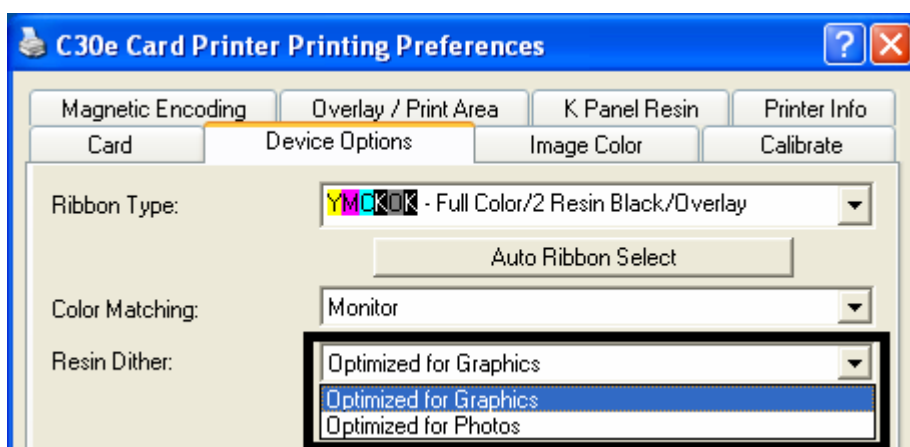 C30e Card Printer Printing Preferences
?
Magnetic Encoding Overlay / Print Area K Panel Resin Printer Info
Card Device Options Image Color Calibrate
Ribbon Type: YMCKOK - Full Color/2 Resin Black/Overlay
Auto Ribbon Select
Color Matching: Monitor
Resin Dither: Optimized for Graphics
Optimized for Graphics
Optimized for Photos